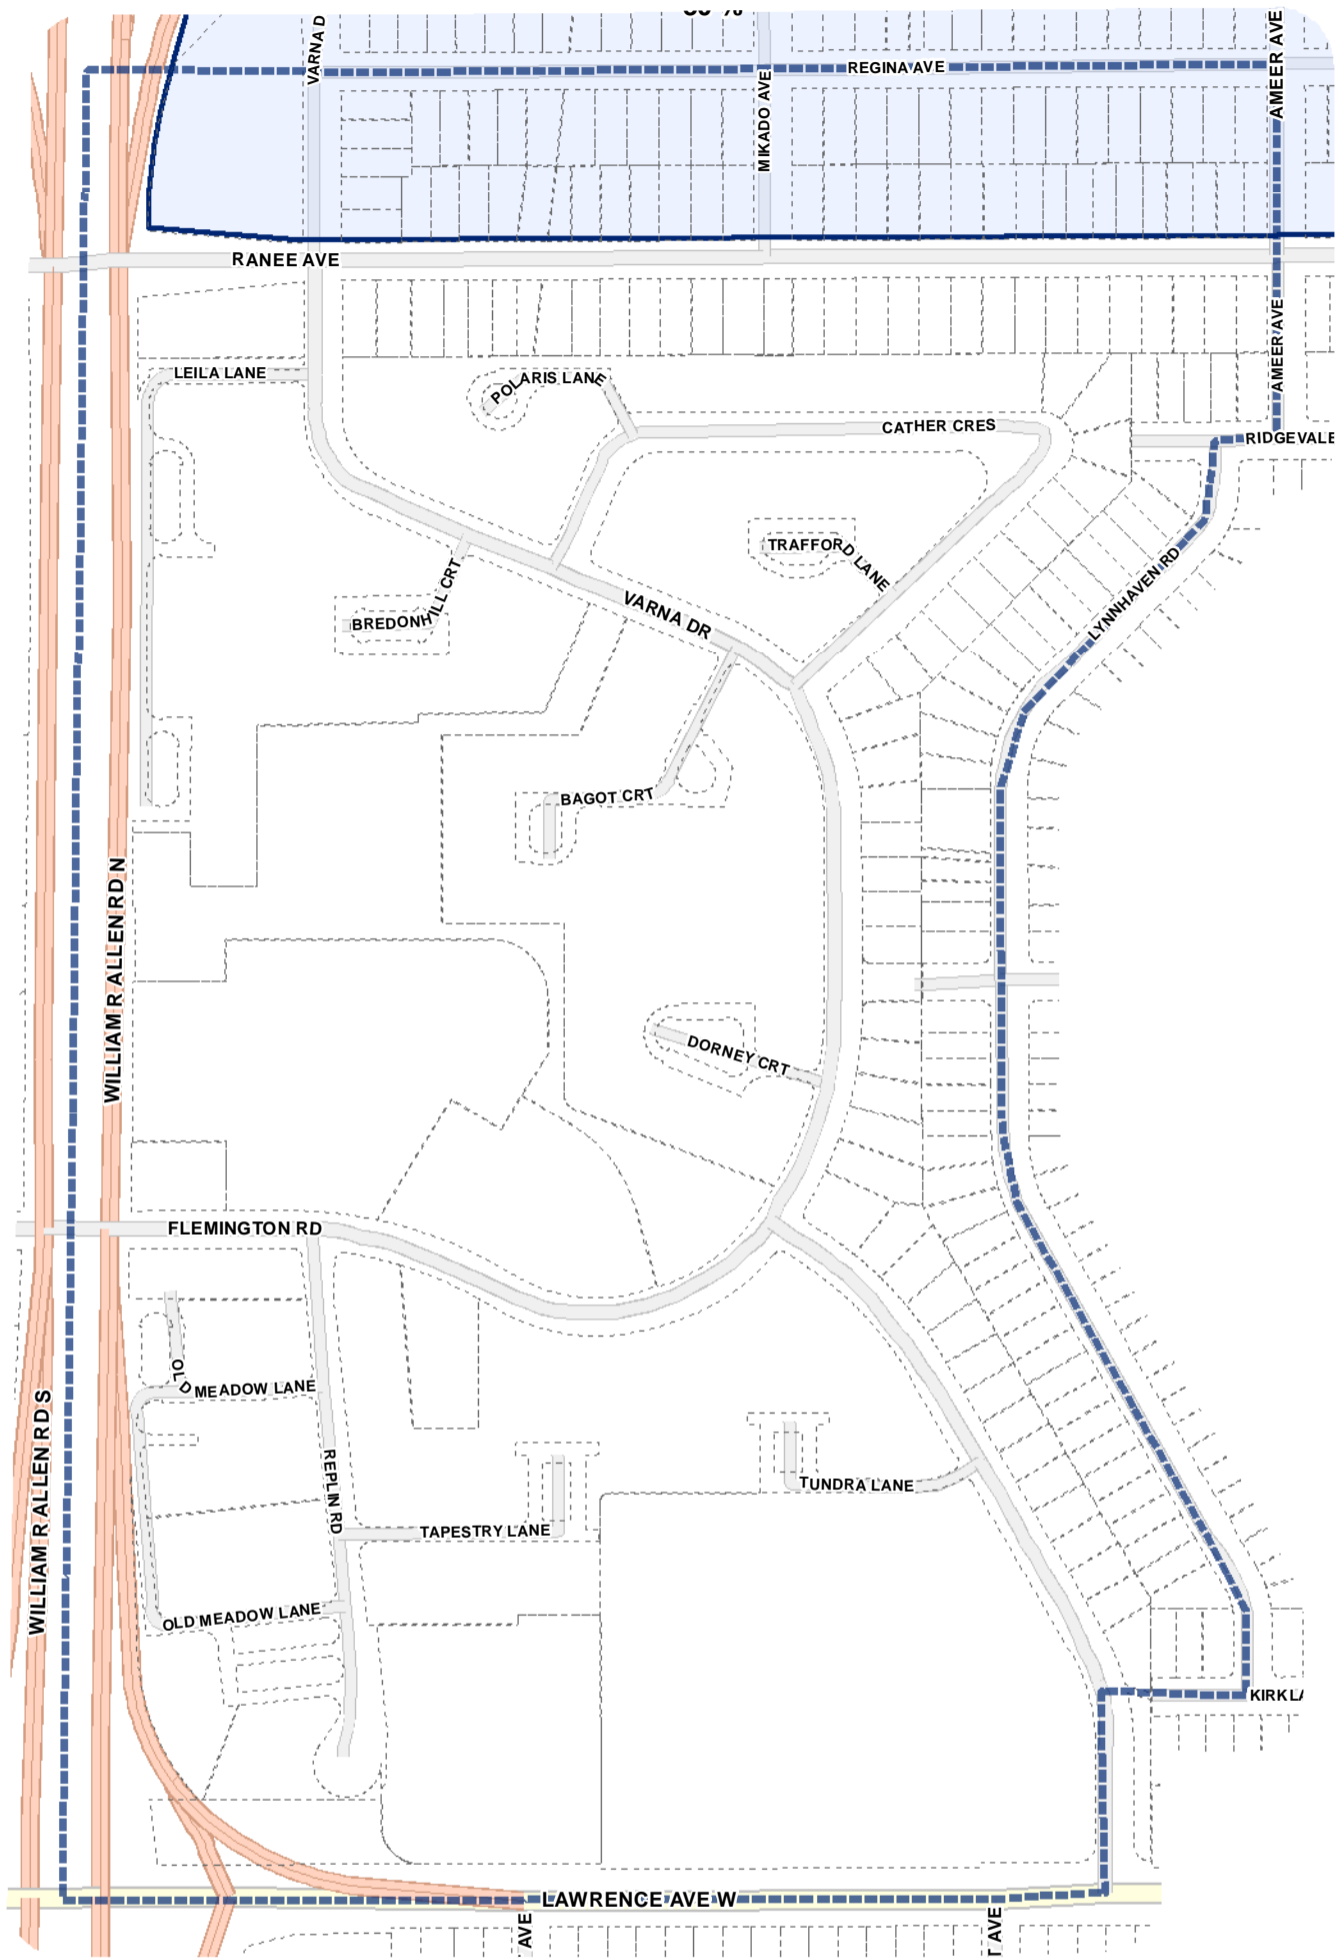 VARNA D
MIKADO AVE
REGINA AVE
AMEER AVE
RANEE AVE
AMEER AVE
LEILA LANE
POLARIS LANE
CATHER CRES
RIDGEVALE
TRAFFORD LANE
BREDONHILL CRT
VARNA DR
LYNNHAVEN RD
BAGOT CRT
WILLIAM R ALLEN RD N
DORNEY CRT
FLEMINGTON RD
OLD MEADOW LANE
WILLIAM R ALLEN RD S
REPLIN RD
TUNDRA LANE
TAPESTRY LANE
OLD MEADOW LANE
KIRKLA
LAWRENCE AVE W
AVE
T AVE